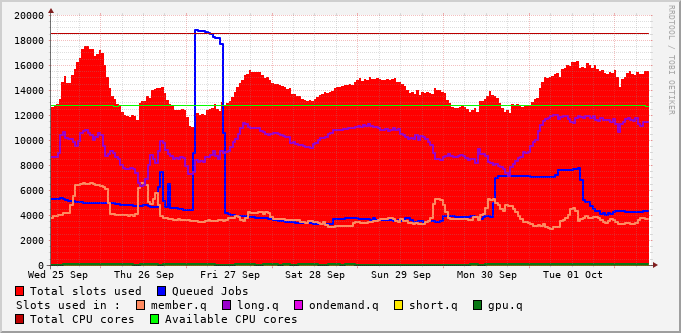 RRDTOOL / TOBI OETIKER
20000
18000
16000
14000
12000
10000
8000
6000
4000
2000
0
Wed 25 Sep Thu 26 Sep Fri 27 Sep Sat 28 Sep Sun 29 Sep Mon 30 Sep Tue 01 Oct
Total slots used Queued Jobs
Slots used in : member.q long.q ondemand.q short.q gpu.q
Total CPU cores Available CPU cores